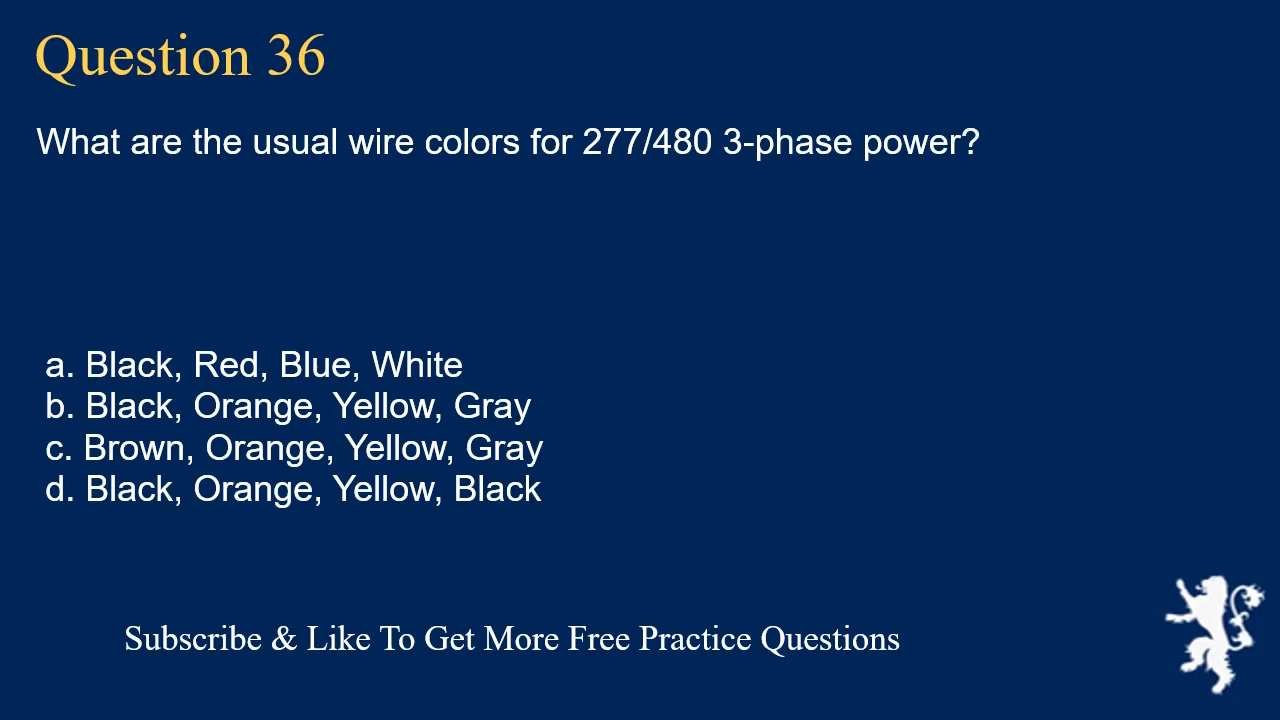 Question 36
What are the usual wire colors for 277/480 3-phase power?
a. Black, Red, Blue, White
b. Black, Orange, Yellow, Gray
c. Brown, Orange, Yellow, Gray
d. Black, Orange, Yellow, Black
Subscribe & Like To Get More Free Practice Questions